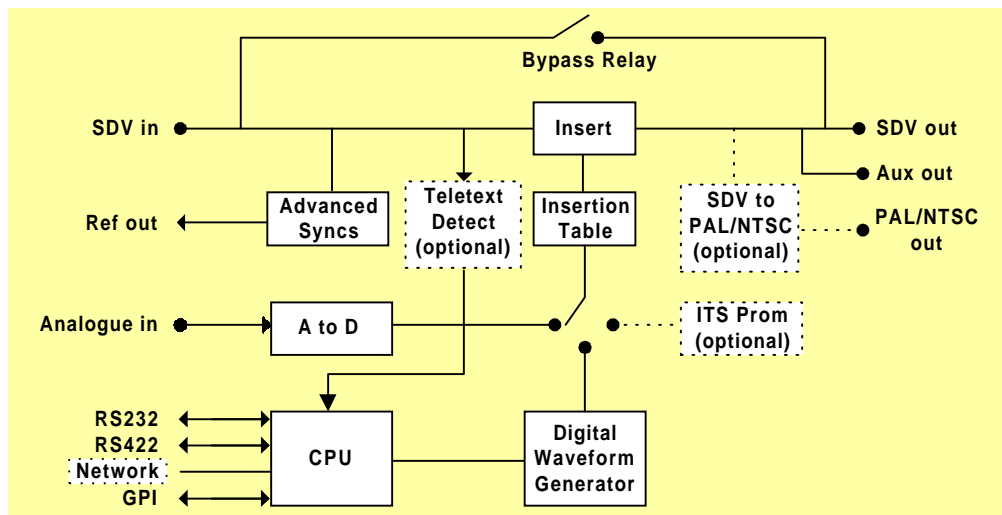 Bypass Relay
SDV in
Insert
SDV out
Aux out
Ref out
Advanced
Syncs
Teletext
Detect
(optional)
Insertion
Table
SDV to
PAL/NTSC
(optional)
PAL/NTSC
out
Analogue in
A to D
ITS Prom
(optional)
RS232
RS422
Network
GPI
CPU
Digital
Waveform
Generator